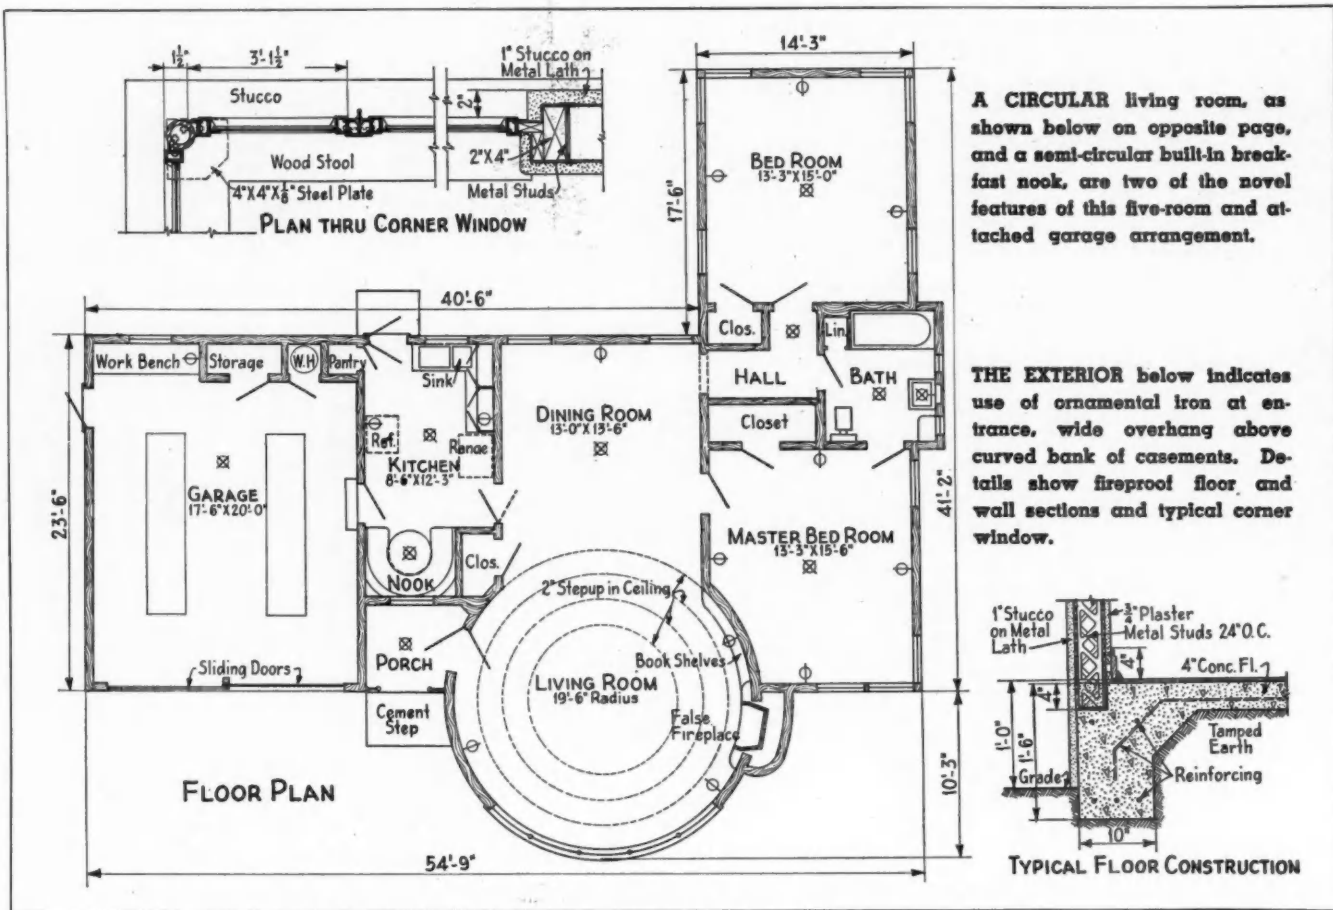 1½"
3'-1½"
1" Stucco on
Metal Lath
Stucco
2"
Wood Stool
2"X4"
4"X4"X⅛" Steel Plate
Metal Studs
PLAN THRU CORNER WINDOW
14'-3"
17'-6"
BED ROOM
13'-3"X15'-0"
A CIRCULAR living room, as
shown below on opposite page,
and a semi-circular built-in break-
fast nook, are two of the novel
features of this five-room and at-
tached garage arrangement.
40'-6"
Work Bench
Storage
W.H
Pantry
Sink
Clos.
Lin.
HALL
BATH
DINING ROOM
13'-0"X13'-6"
Closet
Ref.
Range
KITCHEN
8'-6"X12'-3"
GARAGE
17'-6"X20'-0"
23'-6"
41'-2"
THE EXTERIOR below indicates
use of ornamental iron at en-
trance, wide overhang above
curved bank of casements. De-
tails show fireproof floor and
wall sections and typical corner
window.
MASTER BED ROOM
13'-3"X15'-6"
NOOK
Clos.
2" Stepup in Ceiling
PORCH
Book Shelves
Sliding Doors
LIVING ROOM
19'-6" Radius
Cement
Step
False
Fireplace
FLOOR PLAN
10'-3"
54'-9"
1" Stucco
on Metal
Lath
¾" Plaster
Metal Studs 24" O.C.
4"
4" Conc. Fl.
4"
1'-0"
1'-6"
Tamped
Earth
Grade
Reinforcing
10"
TYPICAL FLOOR CONSTRUCTION